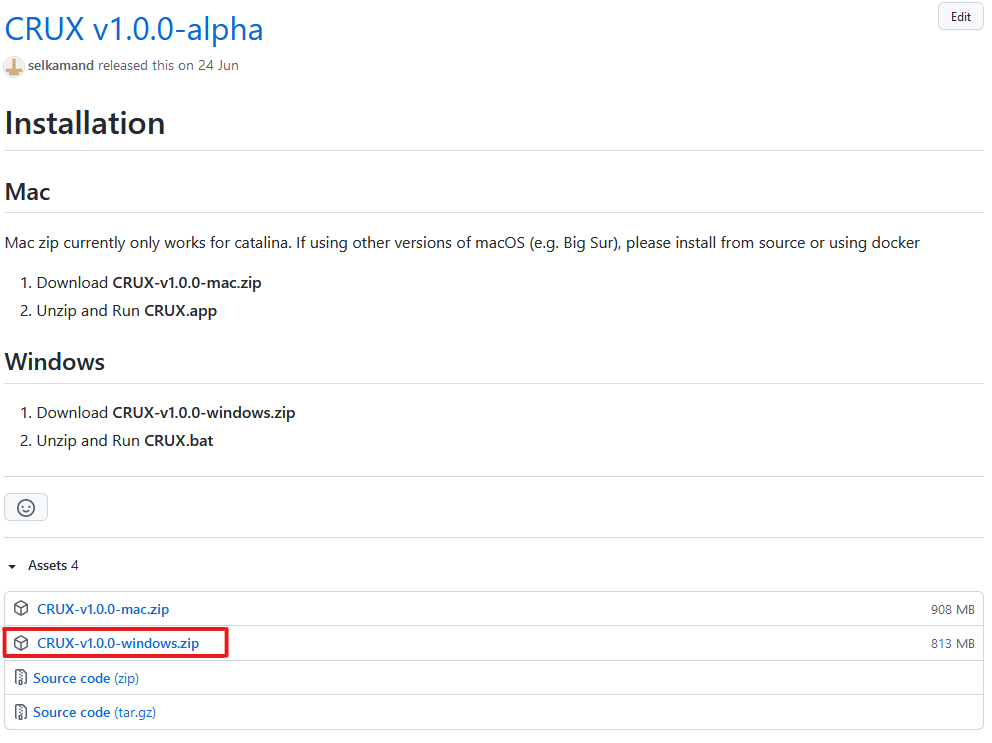 CRUX v1.0.0-alpha
Edit
selkamand released this on 24 Jun
Installation
Mac
Mac zip currently only works for catalina. If using other versions of macOS (e.g. Big Sur), please install from source or using docker
1. Download CRUX-v1.0.0-mac.zip
2. Unzip and Run CRUX.app
Windows
1. Download CRUX-v1.0.0-windows.zip
2. Unzip and Run CRUX.bat
Assets 4
CRUX-v1.0.0-mac.zip 908 MB
CRUX-v1.0.0-windows.zip 813 MB
Source code (zip)
Source code (tar.gz)